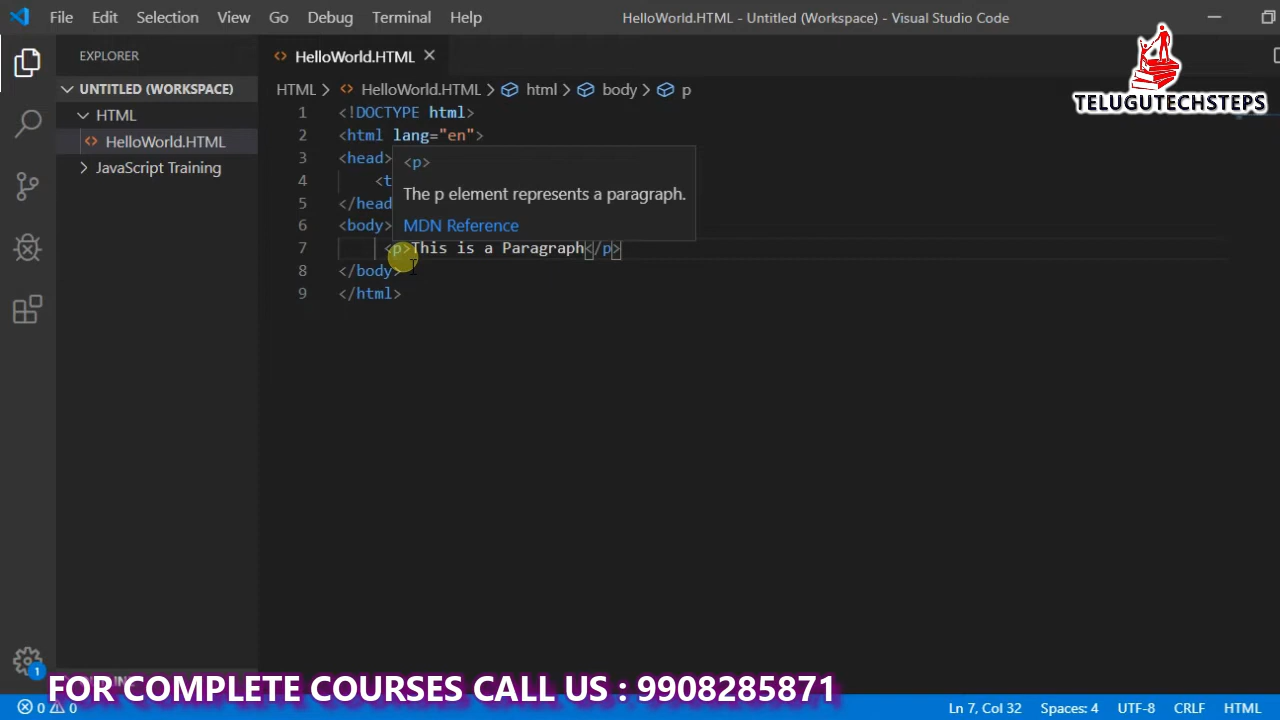 File Edit Selection View Go Debug Terminal Help
HelloWorld.HTML - Untitled (Workspace) - Visual Studio Code
TELUGUTECHSTEPS
EXPLORER
UNTITLED (WORKSPACE)
HTML
HelloWorld.HTML
JavaScript Training
HelloWorld.HTML
HTML > HelloWorld.HTML > html > body > p
1 <!DOCTYPE html>
2 <html lang="en">
3 <head>
4 <t
5 </head
6 <body>
<p>
The p element represents a paragraph.
MDN Reference
7 <p>This is a Paragraph</p>
8 </body>
9 </html>
1
FOR COMPLETE COURSES CALL US : 9908285871
0 0
Ln 7, Col 32 Spaces: 4 UTF-8 CRLF HTML